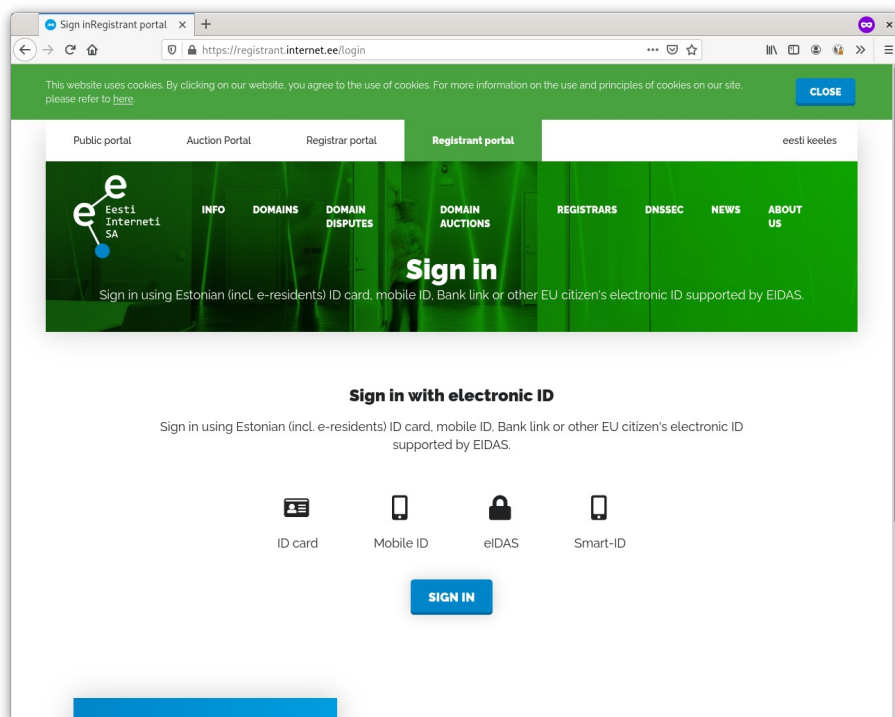 Sign inRegistrant portal
https://registrant.internet.ee/login
This website uses cookies. By clicking on our website, you agree to the use of cookies. For more information on the use and principles of cookies on our site,
please refer to here.
CLOSE
Public portal
Auction Portal
Registrar portal
Registrant portal
eesti keeles
e
e
Eesti
Interneti
SA
INFO
DOMAINS
DOMAIN
DISPUTES
DOMAIN
AUCTIONS
REGISTRARS
DNSSEC
NEWS
ABOUT
US
Sign in
Sign in using Estonian (incl. e-residents) ID card, mobile ID, Bank link or other EU citizen's electronic ID supported by EIDAS.
Sign in with electronic ID
Sign in using Estonian (incl. e-residents) ID card, mobile ID, Bank link or other EU citizen's electronic ID
supported by EIDAS.
ID card
Mobile ID
eIDAS
Smart-ID
SIGN IN